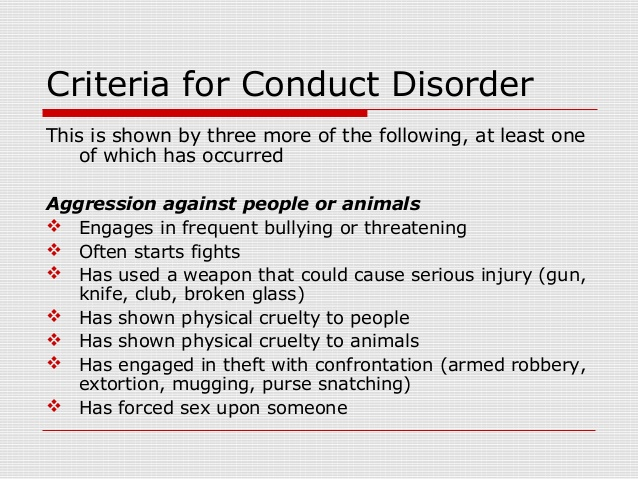 Criteria for Conduct Disorder
This is shown by three more of the following, at least one
of which has occurred
Aggression against people or animals
❖ Engages in frequent bullying or threatening
❖ Often starts fights
❖ Has used a weapon that could cause serious injury (gun,
knife, club, broken glass)
❖ Has shown physical cruelty to people
❖ Has shown physical cruelty to animals
❖ Has engaged in theft with confrontation (armed robbery,
extortion, mugging, purse snatching)
❖ Has forced sex upon someone